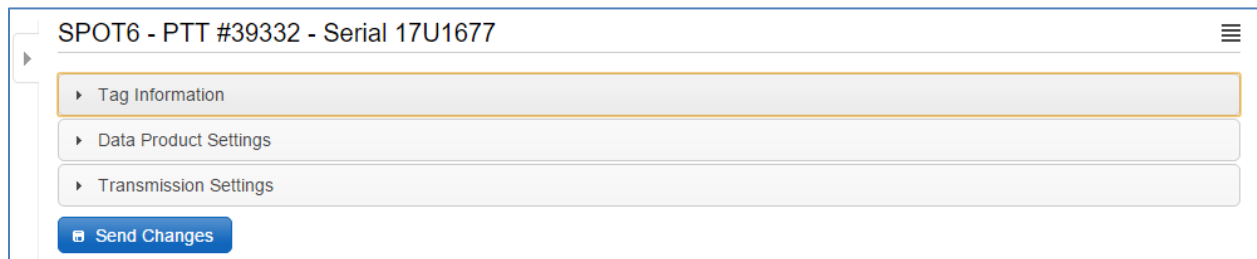 SPOT6 - PTT #39332 - Serial 17U1677
Tag Information
Data Product Settings
Transmission Settings
Send Changes